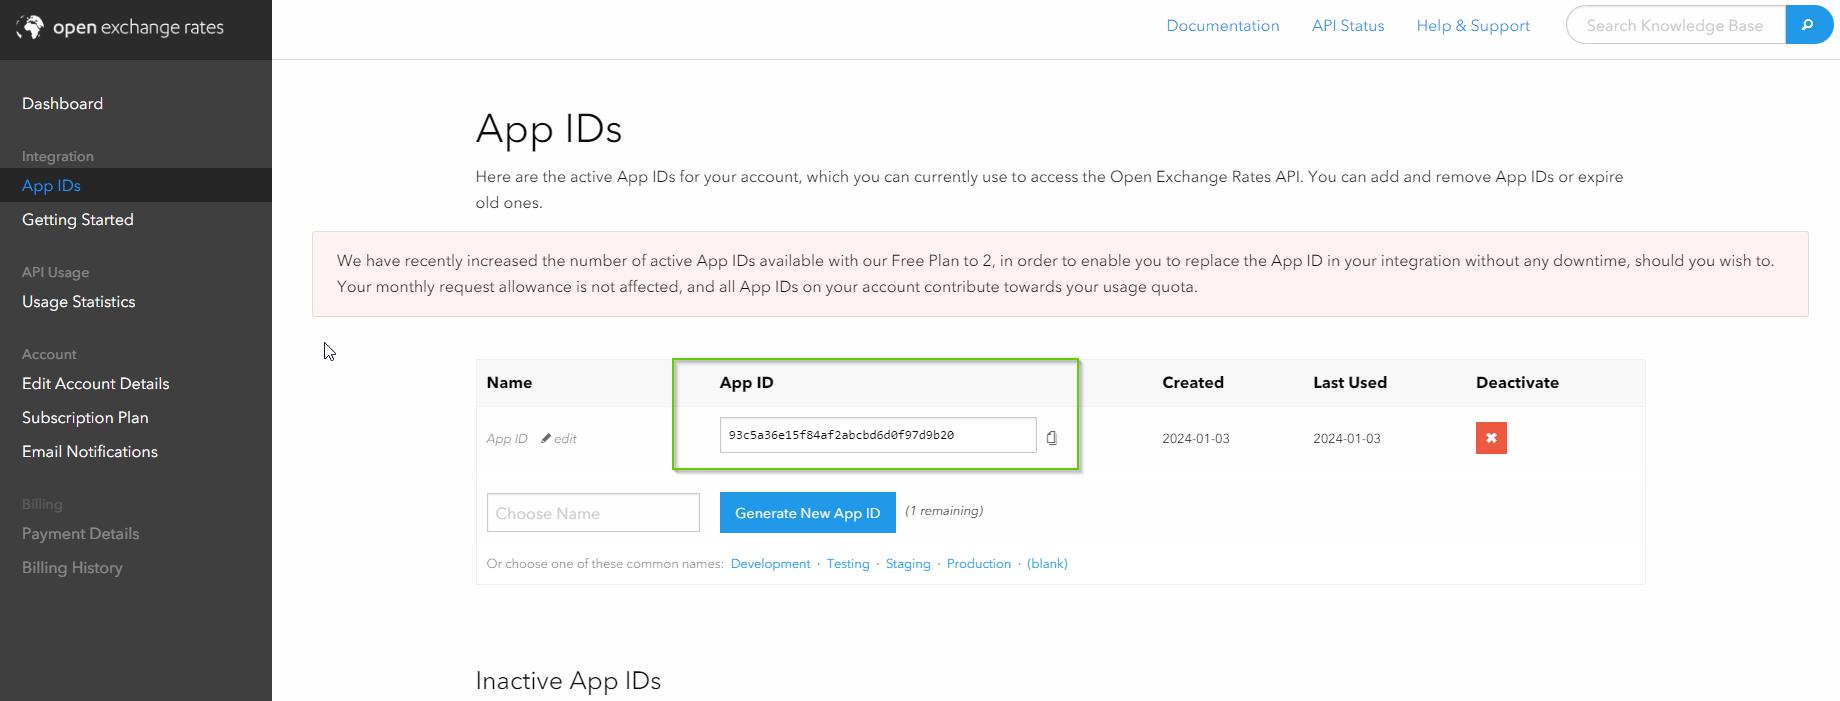 open exchange rates
Documentation
API Status
Help & Support
Search Knowledge Base
Dashboard
Integration
App IDs
Getting Started
API Usage
Usage Statistics
Account
Edit Account Details
Subscription Plan
Email Notifications
Billing
Payment Details
Billing History
App IDs
Here are the active App IDs for your account, which you can currently use to access the Open Exchange Rates API. You can add and remove App IDs or expire
old ones.
We have recently increased the number of active App IDs available with our Free Plan to 2, in order to enable you to replace the App ID in your integration without any downtime, should you wish to.
Your monthly request allowance is not affected, and all App IDs on your account contribute towards your usage quota.
Name App ID Created Last Used Deactivate
App ID edit 93c5a36e15f84af2abcbd6d0f97d9b20 2024-01-03 2024-01-03
Choose Name Generate New App ID (1 remaining)
Or choose one of these common names: Development · Testing · Staging · Production · (blank)
Inactive App IDs